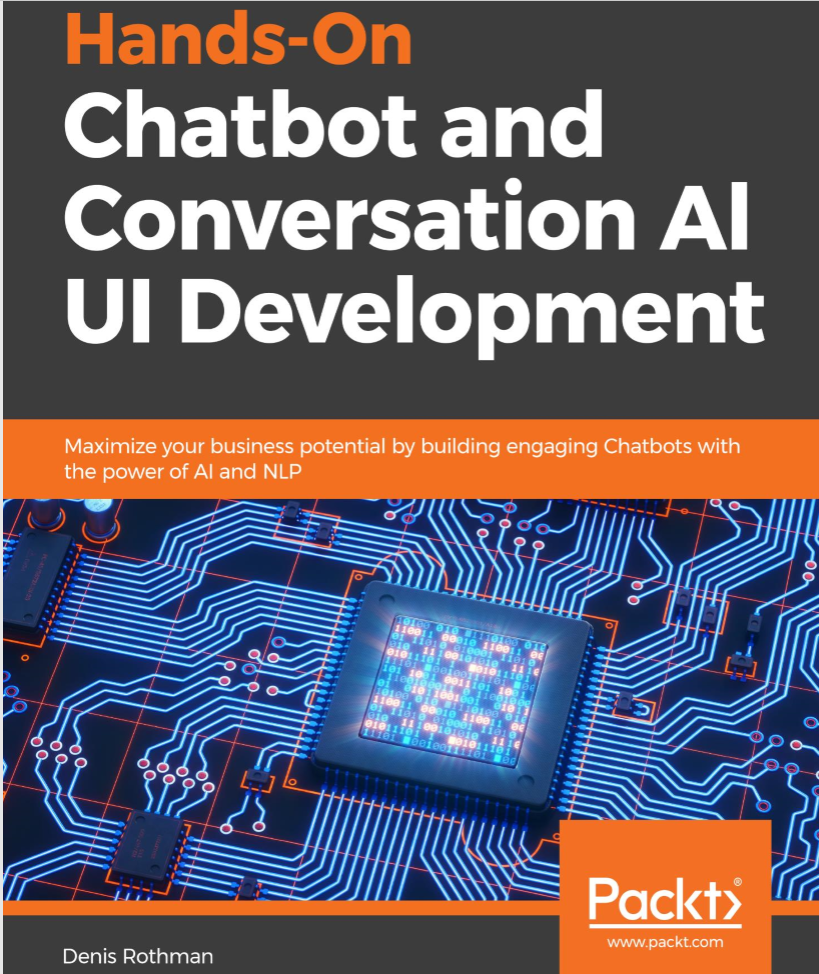 Hands-On
Chatbot and
Conversation AI
UI Development
Maximize your business potential by building engaging Chatbots with
the power of AI and NLP
Packt>®
www.packt.com
Denis Rothman